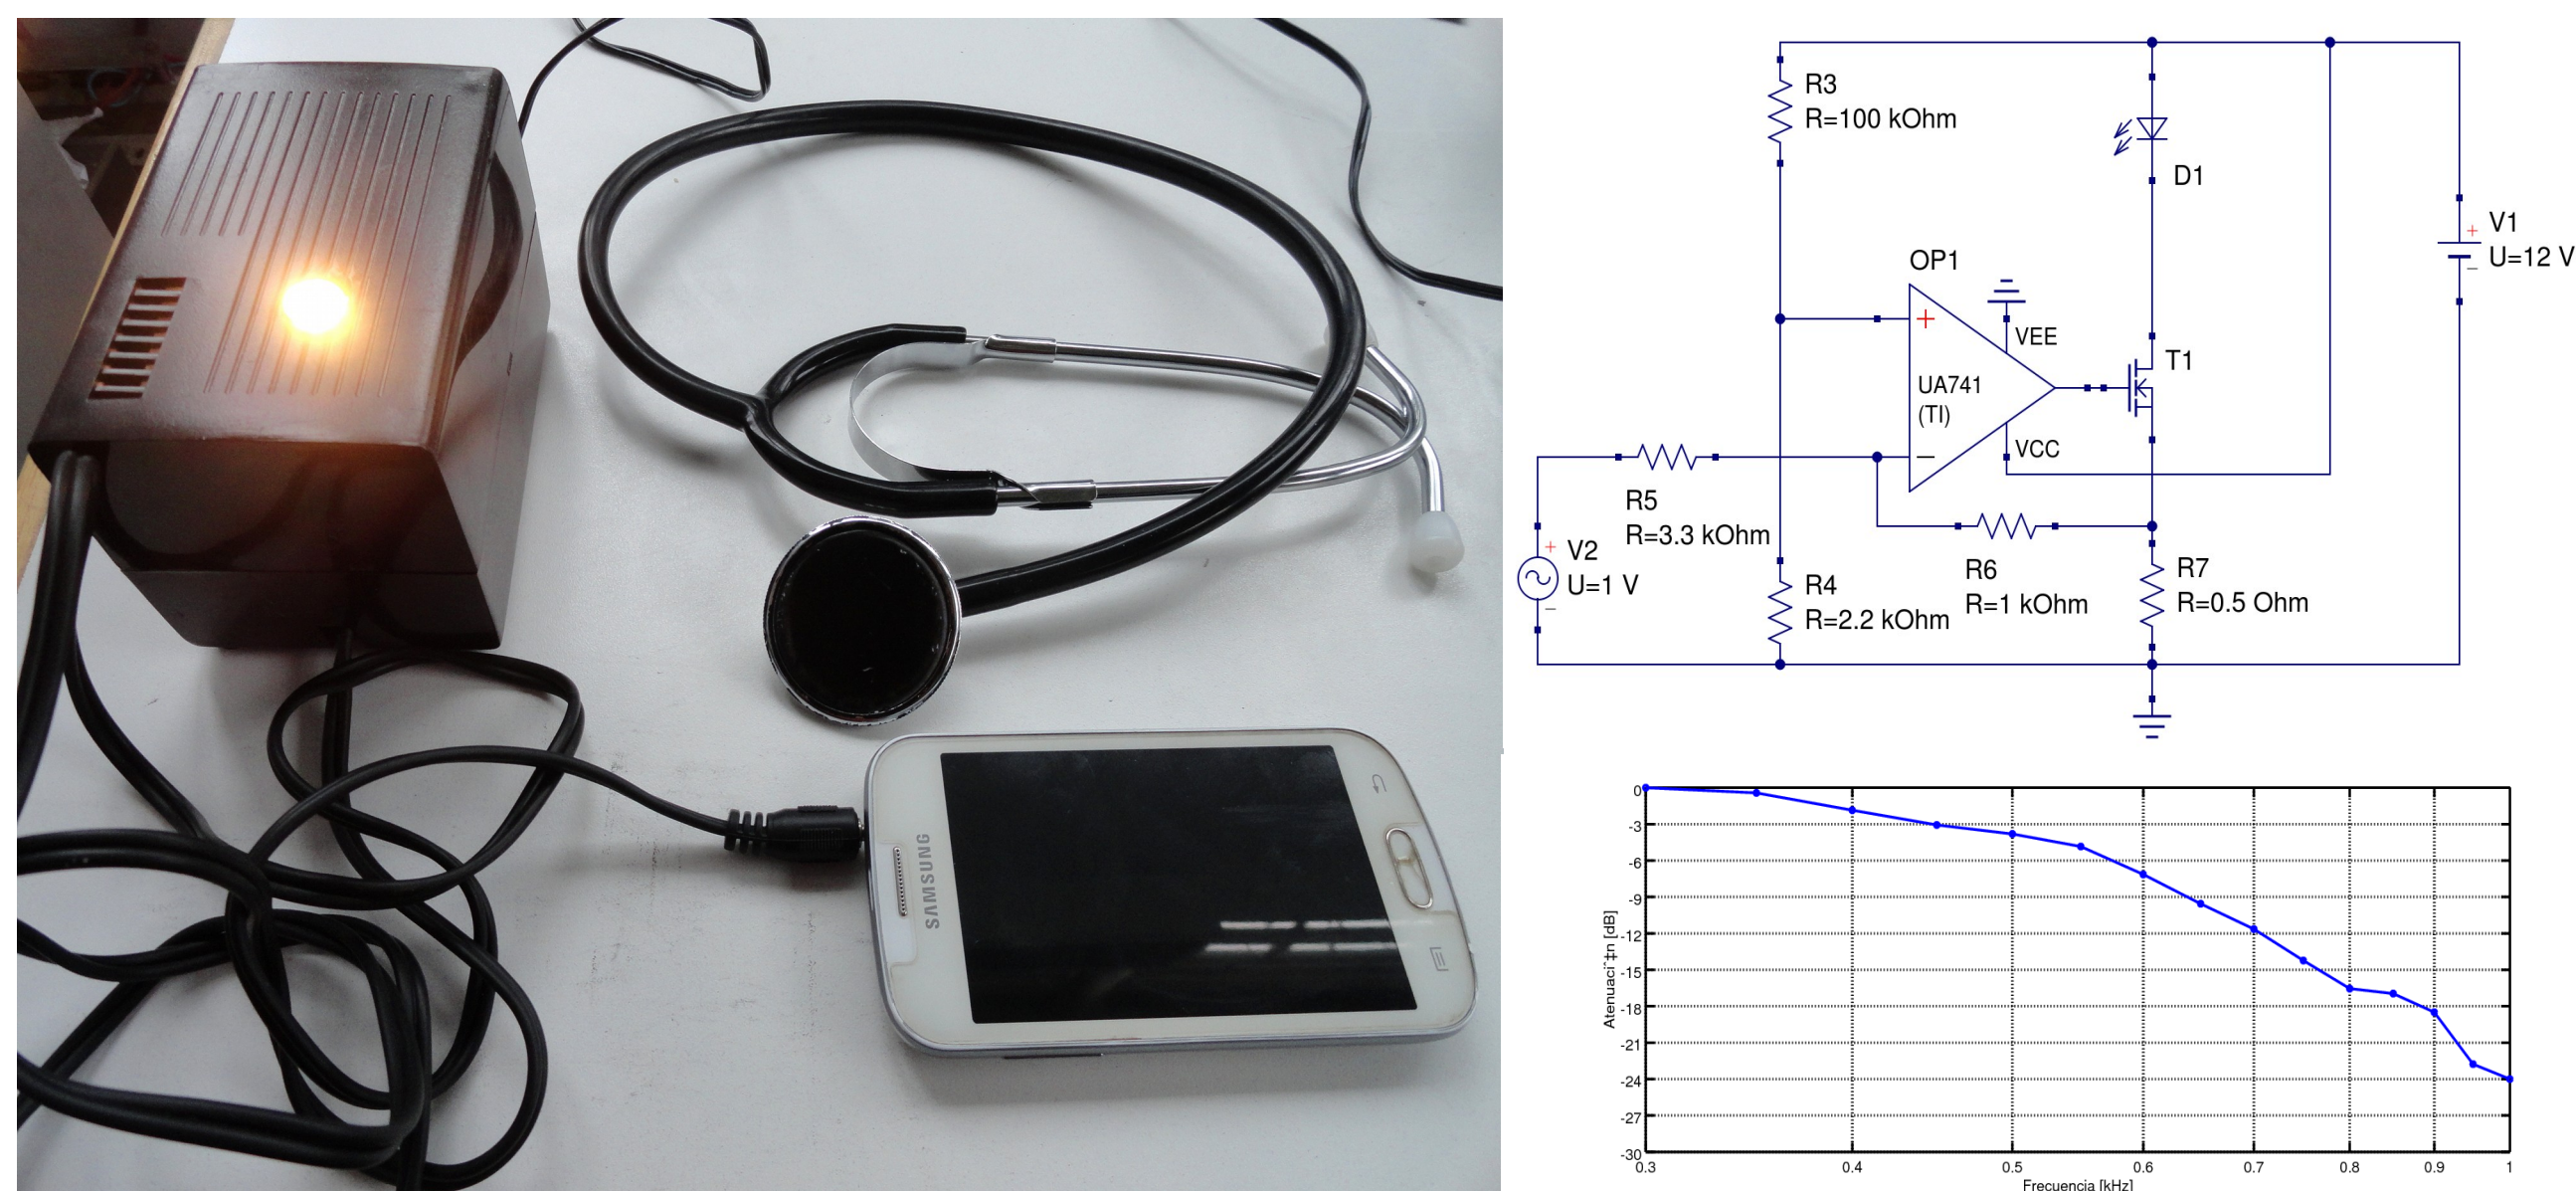 SAMSUNG
R3
R=100 kOhm
D1
V1
U=12 V
+
−
OP1
+
VEE
UA741
(TI)
T1
−
VCC
R5
R=3.3 kOhm
+
V2
U=1 V
−
R4
R=2.2 kOhm
R6
R=1 kOhm
R7
R=0.5 Ohm
0
-3
-6
-9
-12
-15
-18
-21
-24
-27
-30
Atenuaciˆ‡n [dB]
0.3 0.4 0.5 0.6 0.7 0.8 0.9 1
Frecuencia [kHz]